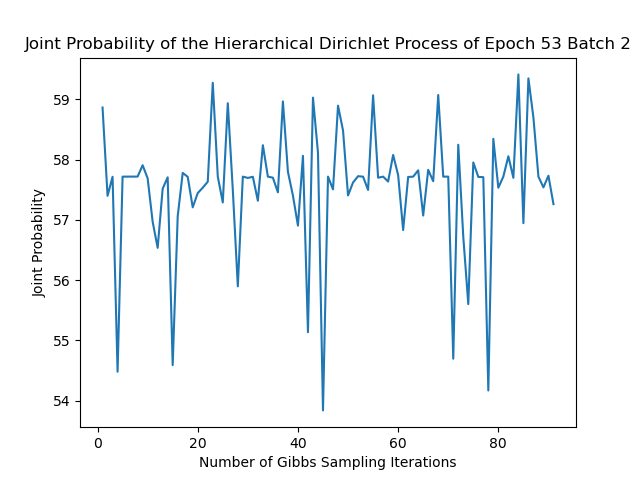 Joint Probability of the Hierarchical Dirichlet Process of Epoch 53 Batch 2
59
58
57
56
55
54
Joint Probability
0 20 40 60 80
Number of Gibbs Sampling Iterations